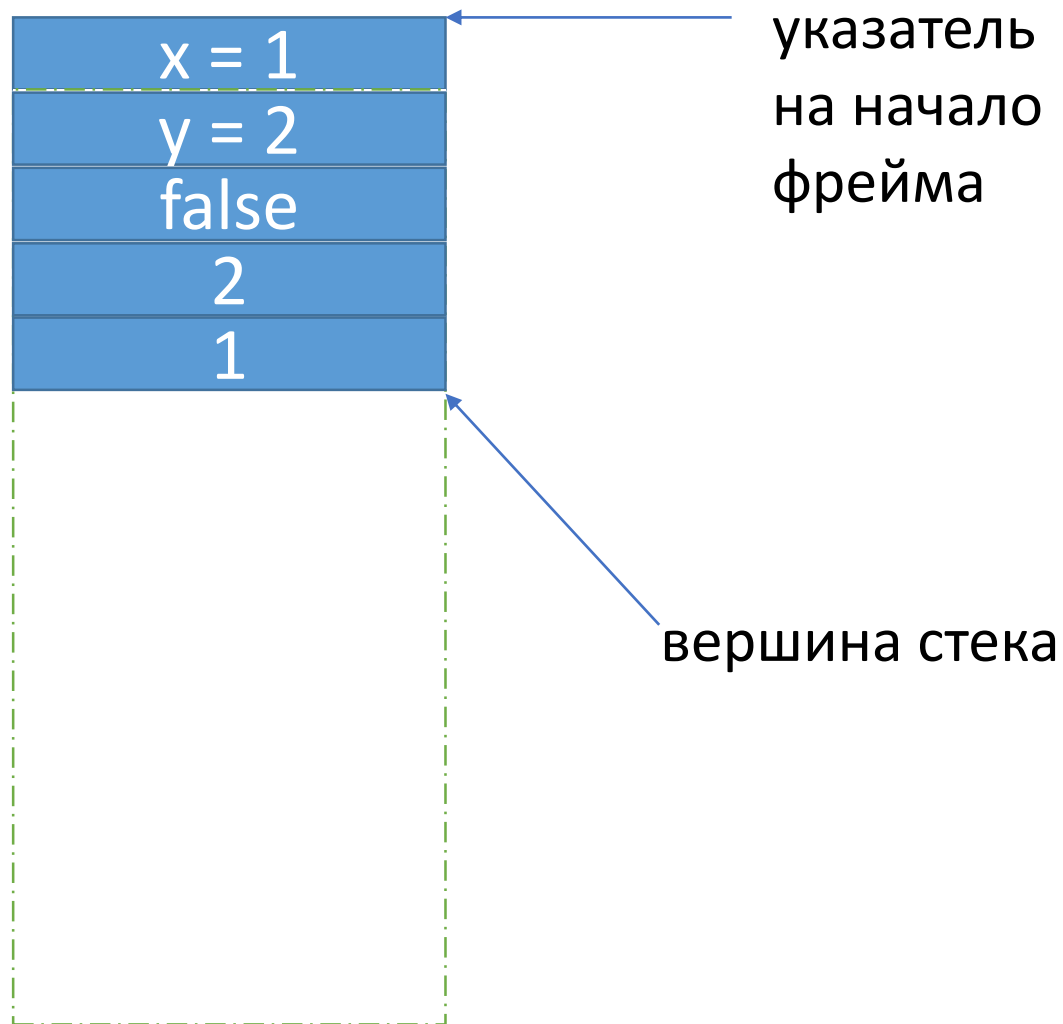 x = 1
y = 2
false
2
1
указатель
на начало
фрейма
вершина стека